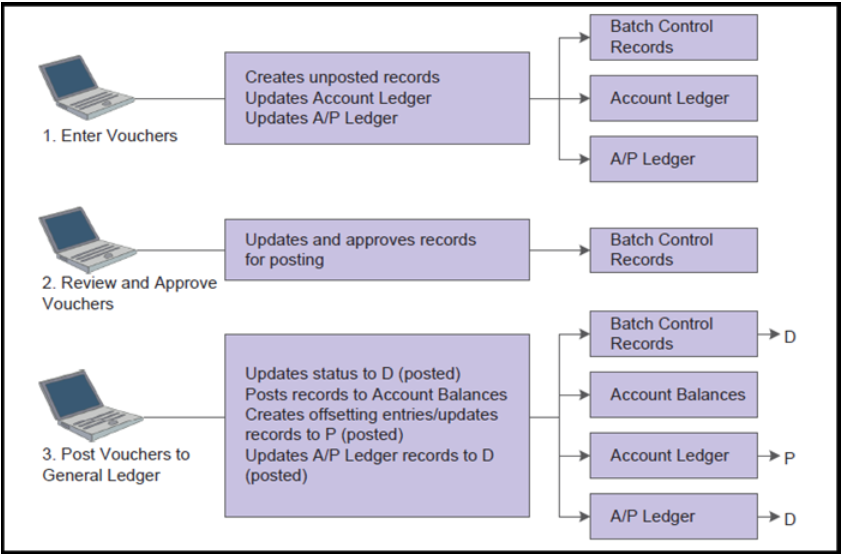 1. Enter Vouchers
Creates unposted records
Updates Account Ledger
Updates A/P Ledger
Batch Control
Records
Account Ledger
A/P Ledger
2. Review and Approve
Vouchers
Updates and approves records
for posting
Batch Control
Records
3. Post Vouchers to
General Ledger
Updates status to D (posted)
Posts records to Account Balances
Creates offsetting entries/updates
records to P (posted)
Updates A/P Ledger records to D
(posted)
Batch Control
Records
D
Account Balances
Account Ledger
P
A/P Ledger
D